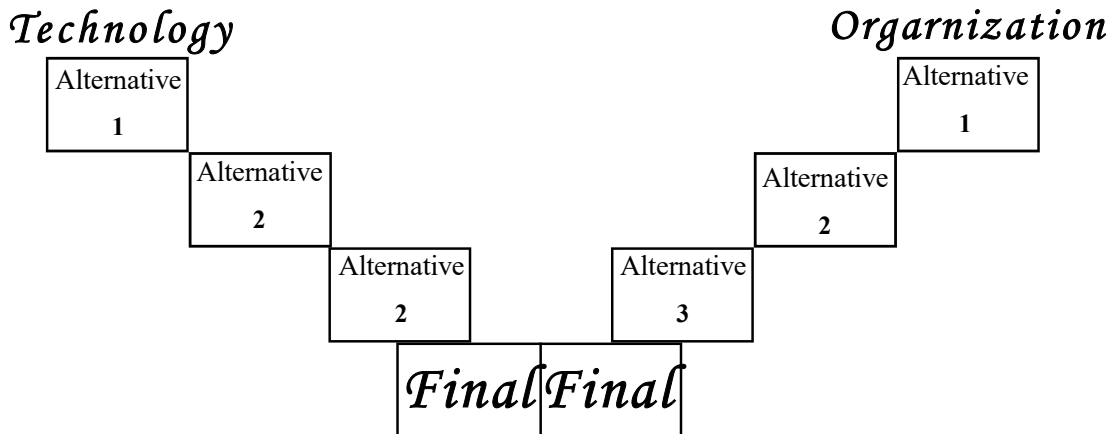 Technology
Orgarnization
Alternative
1
Alternative
1
Alternative
2
Alternative
2
Alternative
2
Alternative
3
Final Final